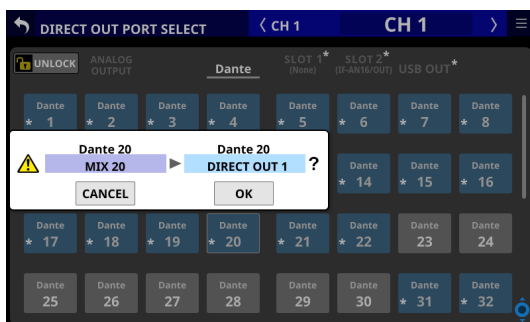 DIRECT OUT PORT SELECT
CH 1
CH 1
UNLOCK
ANALOG OUTPUT
Dante
SLOT 1*
(None)
SLOT 2*
(IF-AN16/OUT)
USB OUT*
Dante * 1
Dante * 2
Dante * 3
Dante * 4
Dante * 5
Dante * 6
Dante * 7
Dante * 8
Dante 20
MIX 20
Dante 20
DIRECT OUT 1
?
CANCEL
OK
Dante * 14
Dante * 15
Dante * 16
Dante * 17
Dante * 18
Dante * 19
Dante * 20
Dante * 21
Dante * 22
Dante 23
Dante 24
Dante 25
Dante 26
Dante 27
Dante 28
Dante 29
Dante 30
Dante * 31
Dante * 32